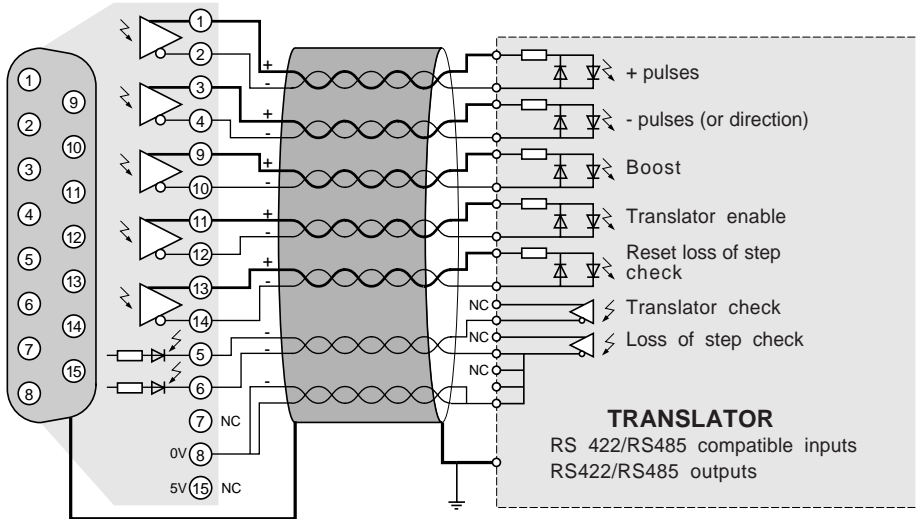 1
2
3
4
5
6
7
8
9
10
11
12
13
14
15
1
2
3
4
9
10
11
12
13
14
5
6
7 NC
0V 8
5V 15 NC
+
-
+
-
+
-
+
-
+
-
-
-
-
+ pulses
- pulses (or direction)
Boost
Translator enable
Reset loss of step
check
NC
Translator check
NC
Loss of step check
NC
TRANSLATOR
RS 422/RS485 compatible inputs
RS422/RS485 outputs